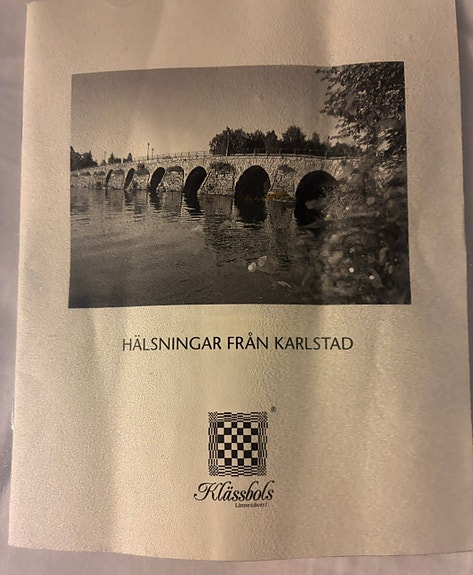 HÄLSNINGAR FRÅN KARLSTAD
®
Klässbols
Linneväveri